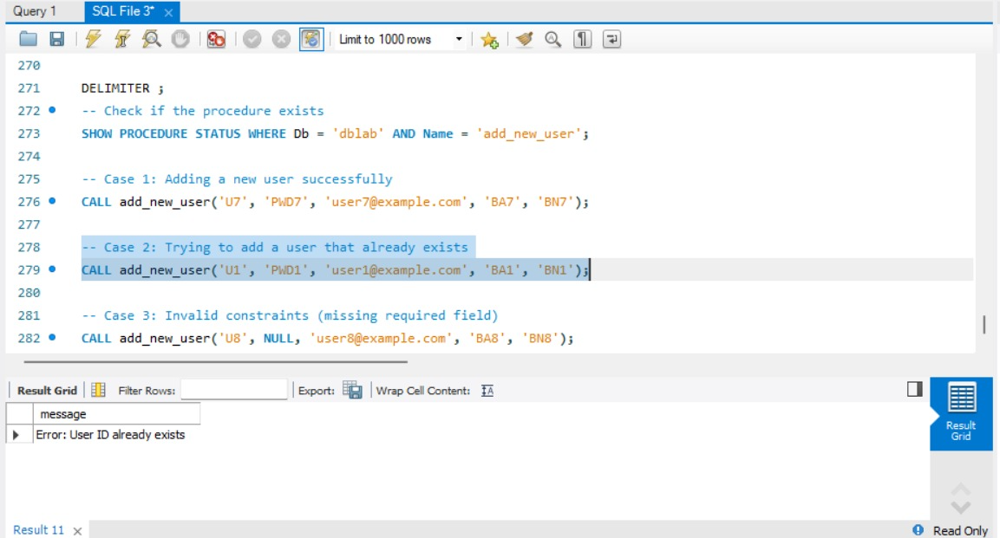 Query 1
SQL File 3*
Limit to 1000 rows
270
271 DELIMITER ;
272 -- Check if the procedure exists
273 SHOW PROCEDURE STATUS WHERE Db = 'dblab' AND Name = 'add_new_user';
274
275 -- Case 1: Adding a new user successfully
276 CALL add_new_user('U7', 'PWD7', 'user7@example.com', 'BA7', 'BN7');
277
278 -- Case 2: Trying to add a user that already exists
279 CALL add_new_user('U1', 'PWD1', 'user1@example.com', 'BA1', 'BN1');
280
281 -- Case 3: Invalid constraints (missing required field)
282 CALL add_new_user('U8', NULL, 'user8@example.com', 'BA8', 'BN8');
Result Grid Filter Rows: Export: Wrap Cell Content:
message
Error: User ID already exists
Result
Grid
Result 11
Read Only